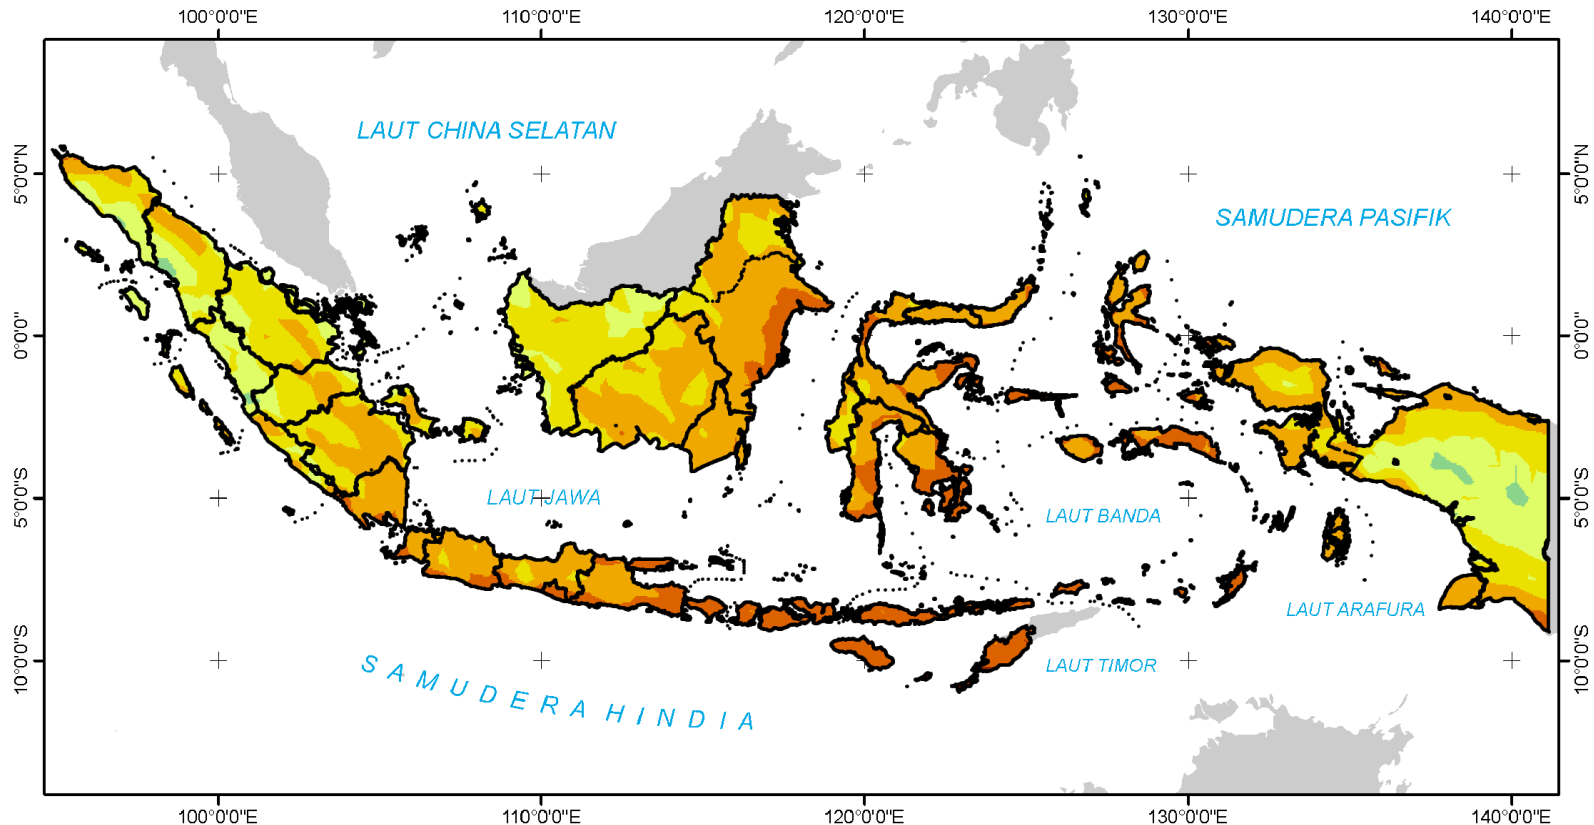 100°0'0"E 110°0'0"E 120°0'0"E 130°0'0"E 140°0'0"E
LAUT CHINA SELATAN
5°0'0"N 5°0'0"N
SAMUDERA PASIFIK
0°0'0" 0°0'0"
5°0'0"S LAUT JAWA 5°0'0"S
LAUT BANDA
LAUT ARAFURA
10°0'0"S LAUT TIMOR 10°0'0"S
SAMUDERA HINDIA
100°0'0"E 110°0'0"E 120°0'0"E 130°0'0"E 140°0'0"E